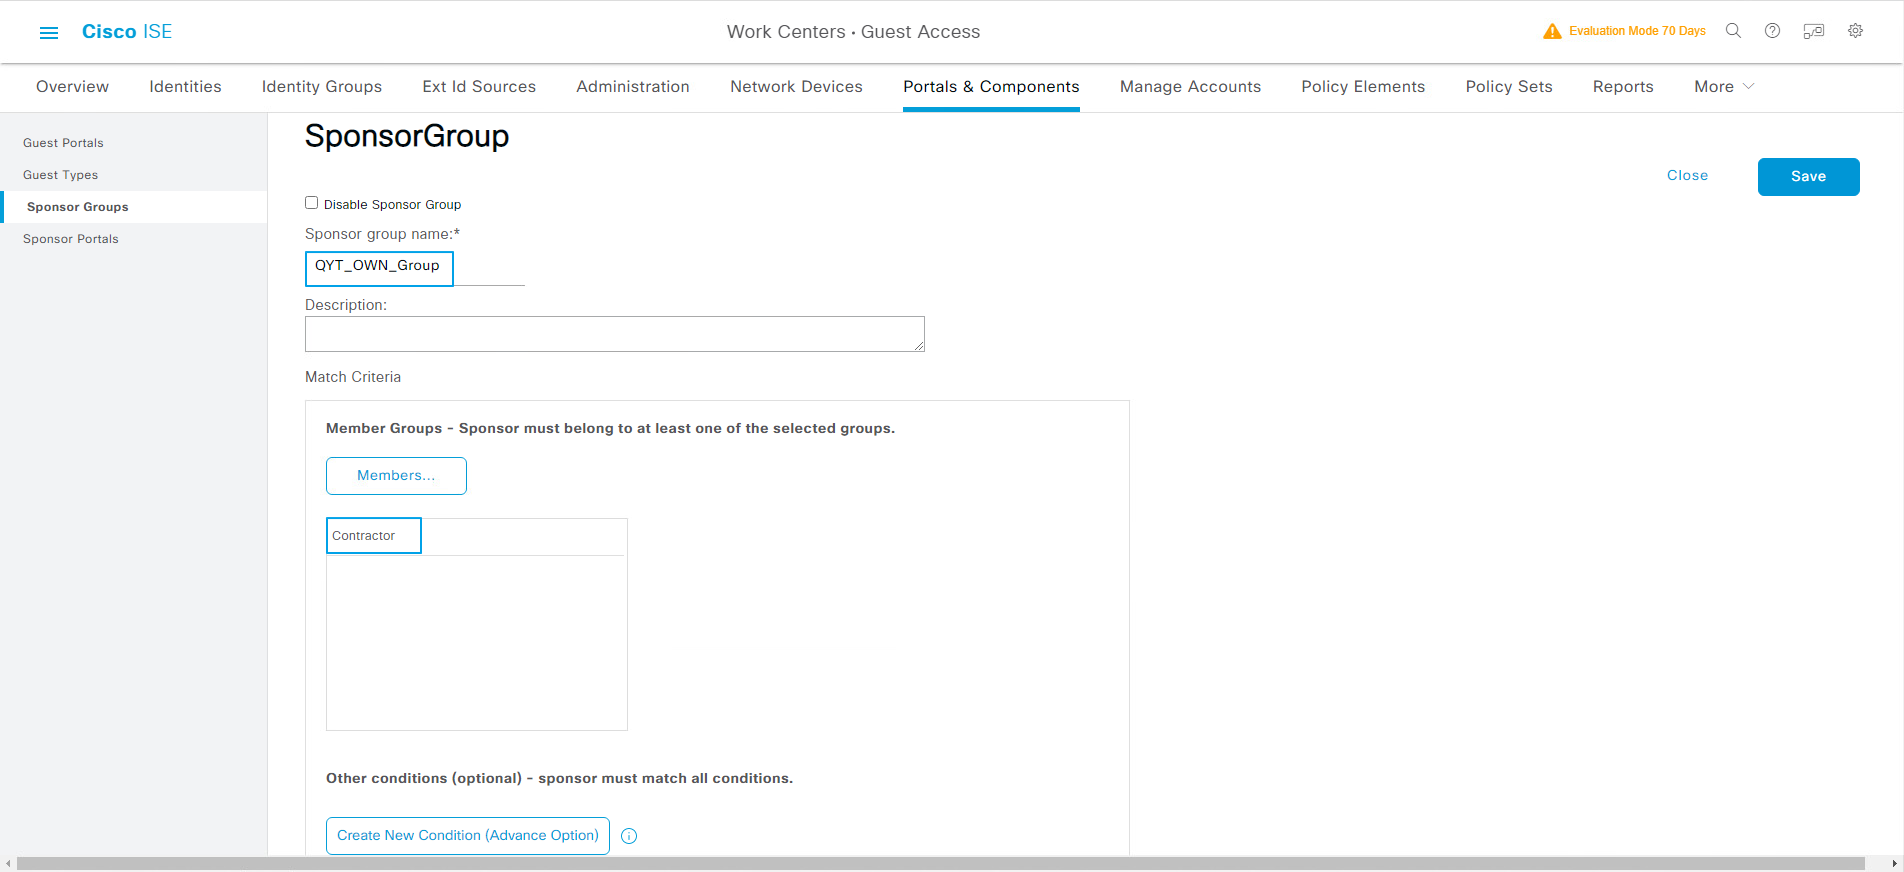 Cisco ISE
Work Centers · Guest Access
Evaluation Mode 70 Days
Overview
Identities
Identity Groups
Ext Id Sources
Administration
Network Devices
Portals & Components
Manage Accounts
Policy Elements
Policy Sets
Reports
More
Guest Portals
Guest Types
Sponsor Groups
Sponsor Portals
SponsorGroup
Close
Save
Disable Sponsor Group
Sponsor group name:*
QYT_OWN_Group
Description:
Match Criteria
Member Groups - Sponsor must belong to at least one of the selected groups.
Members...
Contractor
Other conditions (optional) - sponsor must match all conditions.
Create New Condition (Advance Option)